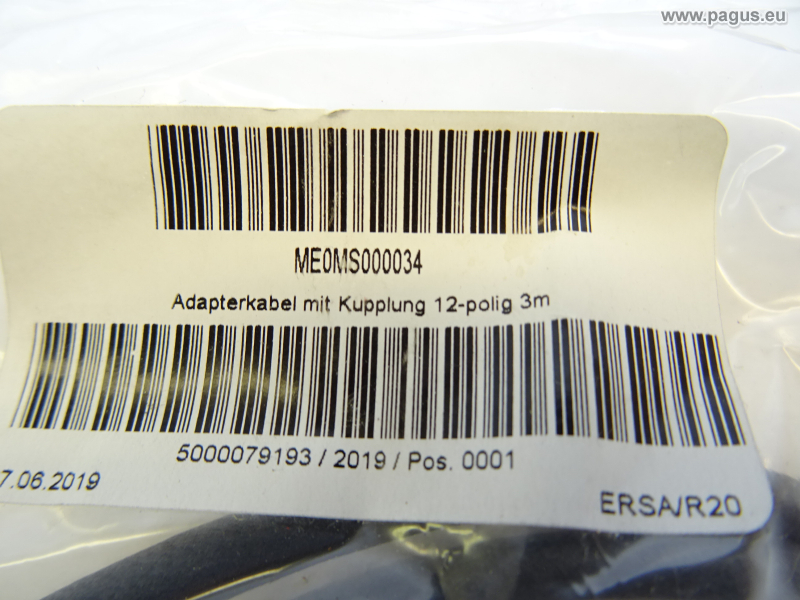 www.pagus.eu
ME0MS000034
Adapterkabel mit Kupplung 12-polig 3m
5000079193 / 2019 / Pos. 0001
7.06.2019
ERSA/R20